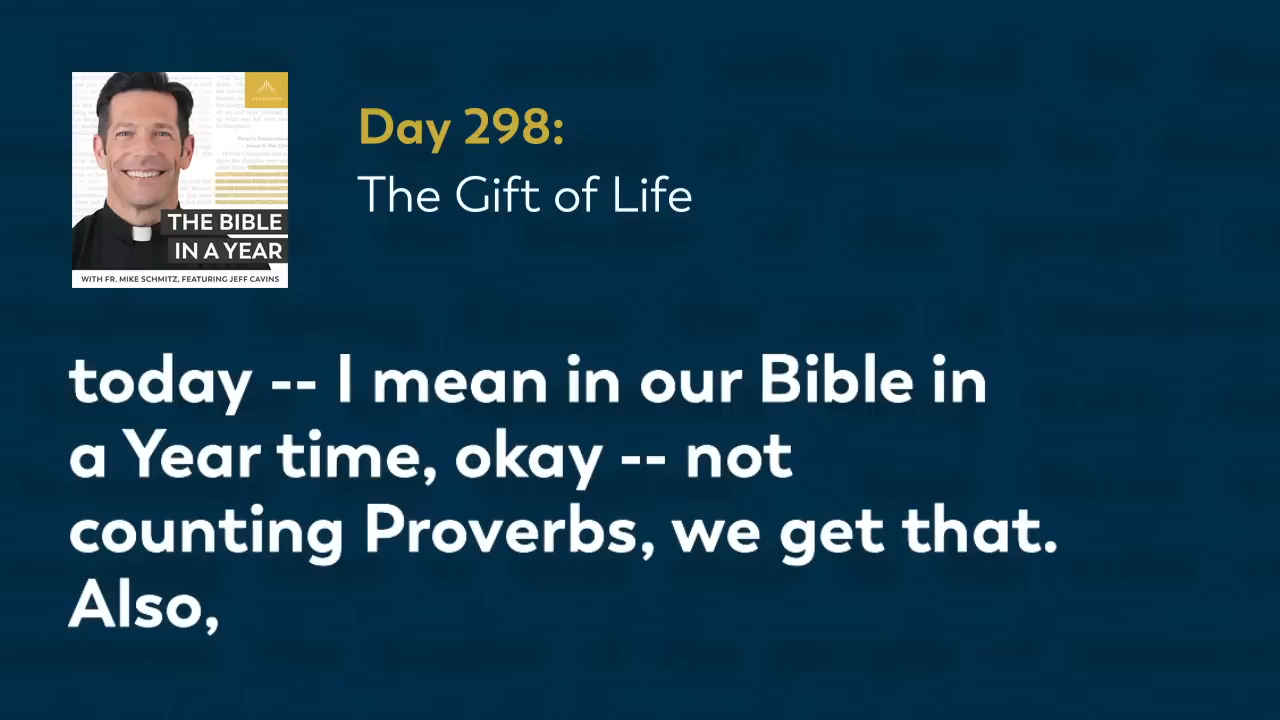 Day 298:
The Gift of Life
THE BIBLE
IN A YEAR
WITH FR. MIKE SCHMITZ, FEATURING JEFF CAVINS
today -- I mean in our Bible in
a Year time, okay -- not
counting Proverbs, we get that.
Also,